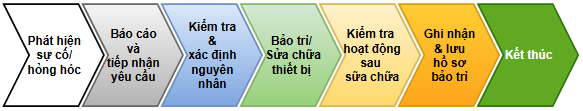 Phát hiện
sự cố/
hỏng hóc
Báo cáo
và
tiếp nhận
yêu cầu
Kiểm tra
&
xác định
nguyên
nhân
Bảo trì/
Sửa chữa
thiết bị
Kiểm tra
hoạt động
sau
sữa chữa
Ghi nhận
& lưu
hồ sơ
bảo trì
Kết thúc